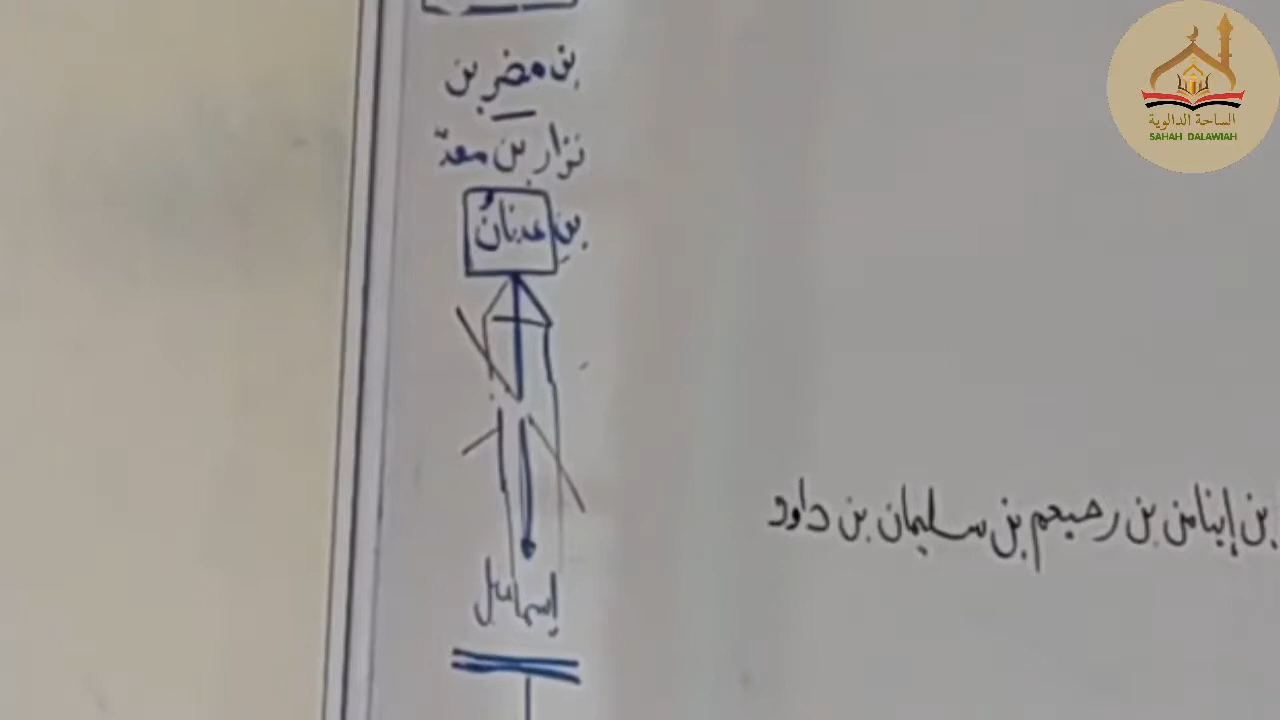 بن مضر بن
نزار بن معدّ
بنِ عدنانُ
إسماعيل
بن إينامن بن رحبعم بن سليمان بن داود
الساحة الدالوية
SAHAH DALAWIAH